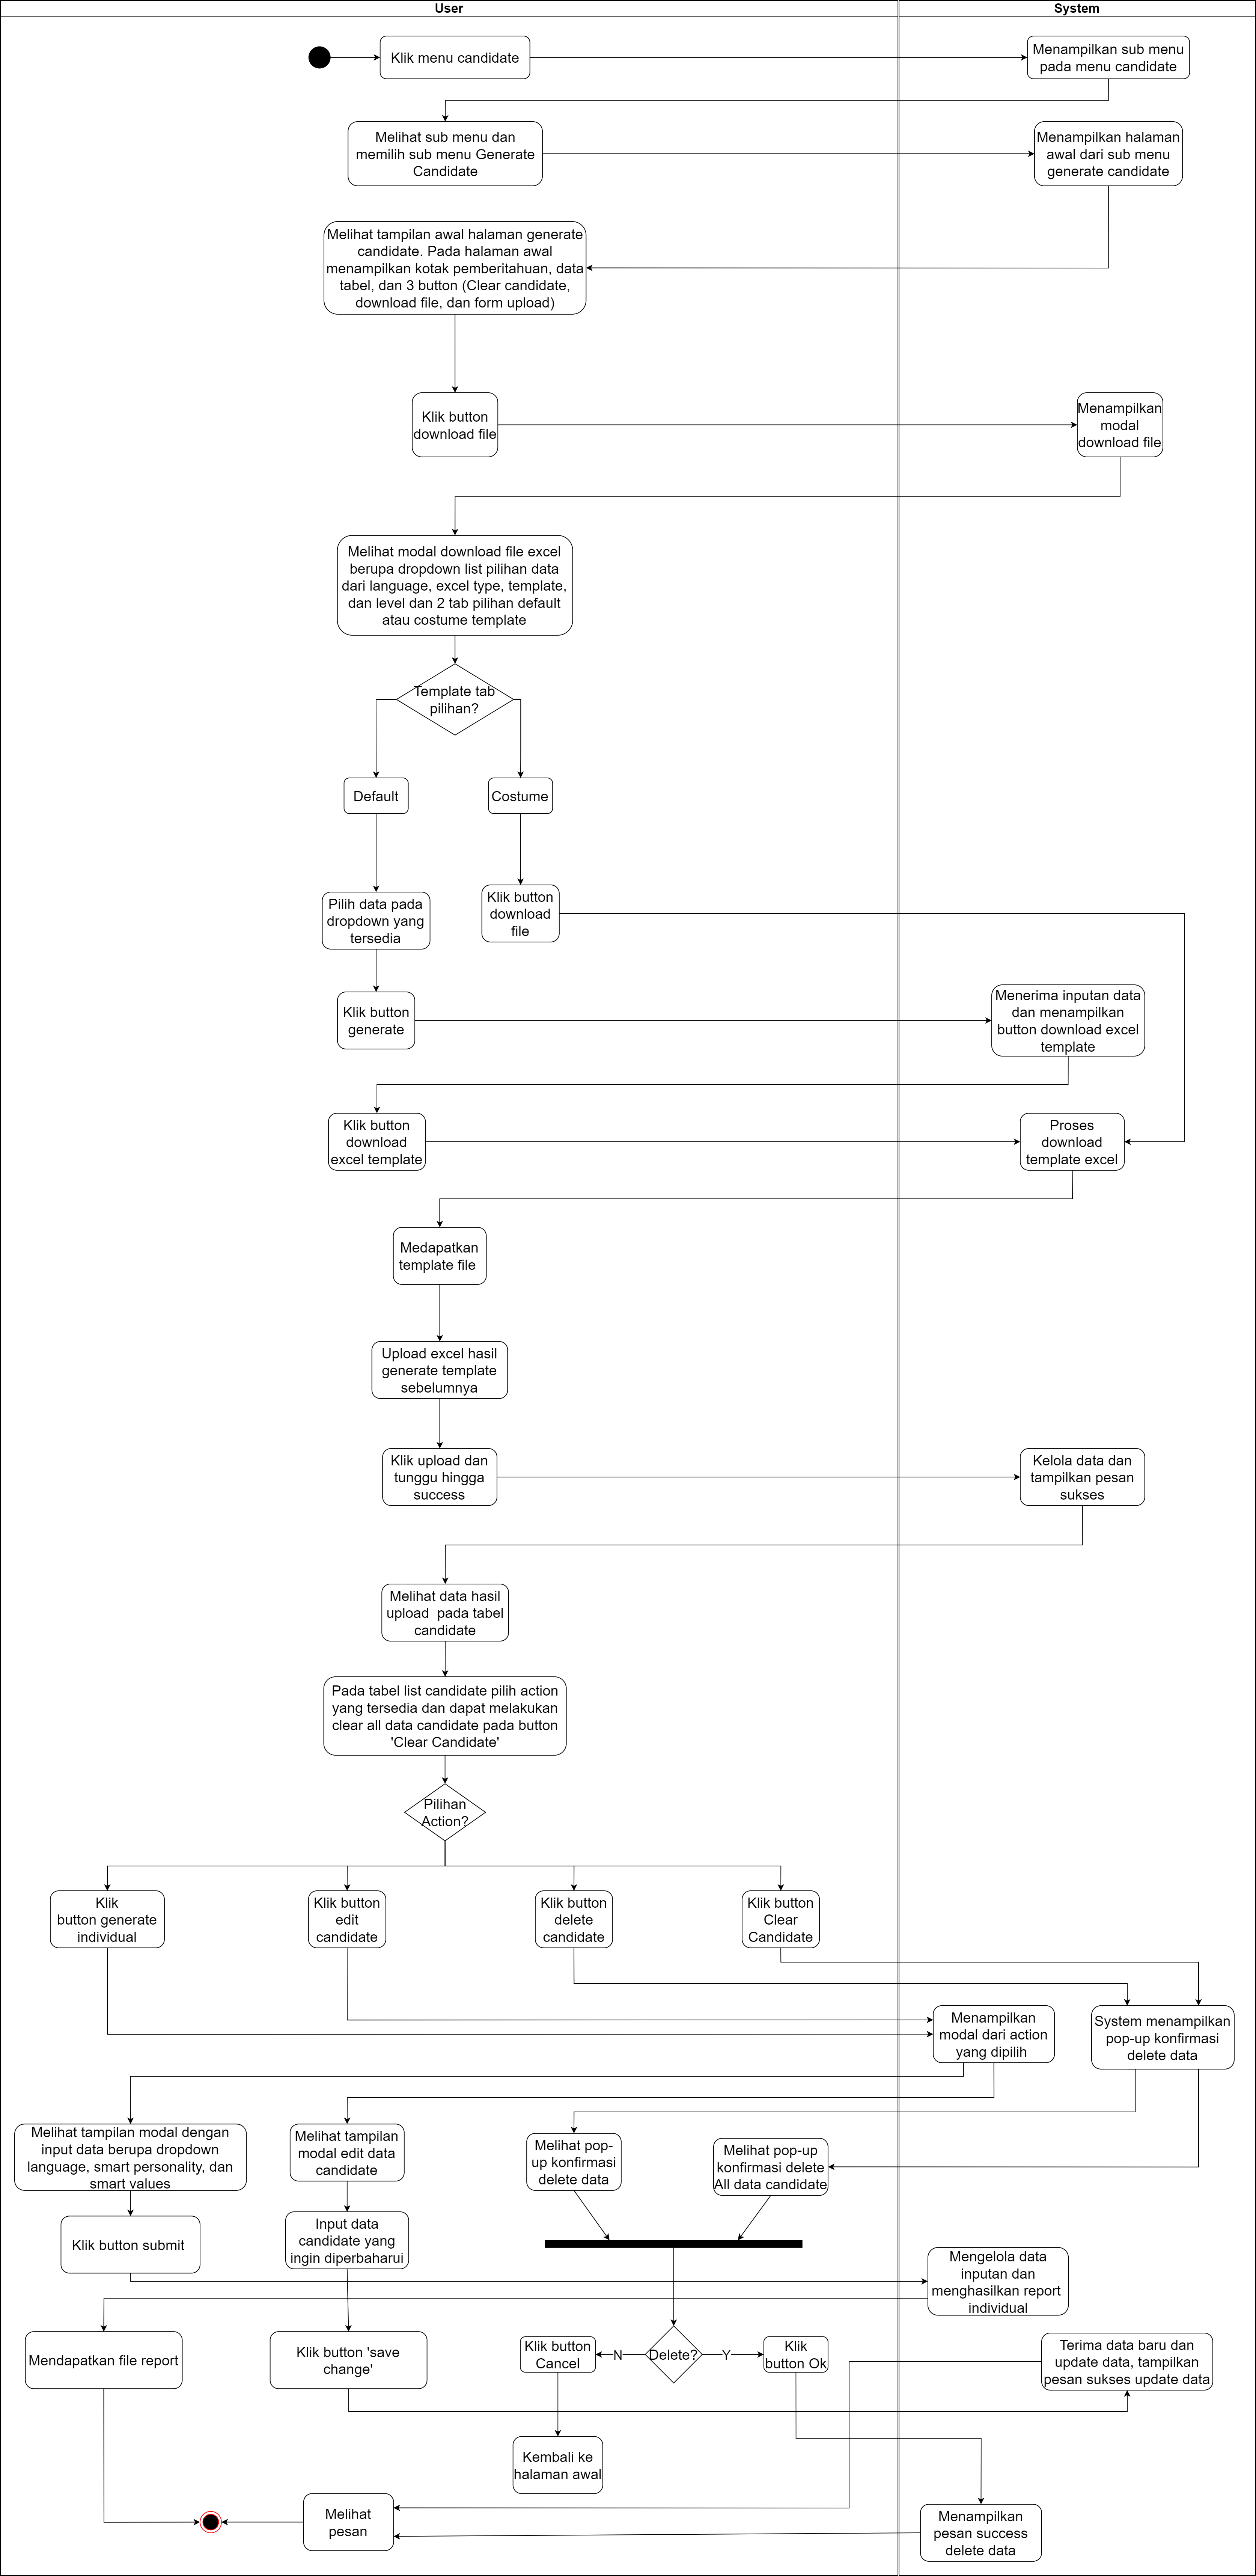 User
System
Klik menu candidate
Menampilkan sub menu
pada menu candidate
Melihat sub menu dan
memilih sub menu Generate
Candidate
Menampilkan halaman
awal dari sub menu
generate candidate
Melihat tampilan awal halaman generate
candidate. Pada halaman awal
menampilkan kotak pemberitahuan, data
tabel, dan 3 button (Clear candidate,
download file, dan form upload)
Klik button
download file
Menampilkan
modal
download file
Melihat modal download file excel
berupa dropdown list pilihan data
dari language, excel type, template,
dan level dan 2 tab pilihan default
atau costume template
Template tab
pilihan?
Default
Costume
Pilih data pada
dropdown yang
tersedia
Klik button
download
file
Klik button
generate
Menerima inputan data
dan menampilkan
button download excel
template
Klik button
download
excel template
Proses
download
template excel
Medapatkan
template file
Upload excel hasil
generate template
sebelumnya
Klik upload dan
tunggu hingga
success
Kelola data dan
tampilkan pesan
sukses
Melihat data hasil
upload pada tabel
candidate
Pada tabel list candidate pilih action
yang tersedia dan dapat melakukan
clear all data candidate pada button
'Clear Candidate'
Pilihan
Action?
Klik
button generate
individual
Klik button
edit
candidate
Klik button
delete
candidate
Klik button
Clear
Candidate
Menampilkan
modal dari action
yang dipilih
System menampilkan
pop-up konfirmasi
delete data
Melihat tampilan modal dengan
input data berupa dropdown
language, smart personality, dan
smart values
Melihat tampilan
modal edit data
candidate
Melihat pop-
up konfirmasi
delete data
Melihat pop-up
konfirmasi delete
All data candidate
Klik button submit
Input data
candidate yang
ingin diperbaharui
Mengelola data
inputan dan
menghasilkan report
individual
Mendapatkan file report
Klik button 'save
change'
Klik button
Cancel
N
Delete?
Y
Klik
button Ok
Terima data baru dan
update data, tampilkan
pesan sukses update data
Kembali ke
halaman awal
Melihat
pesan
Menampilkan
pesan success
delete data